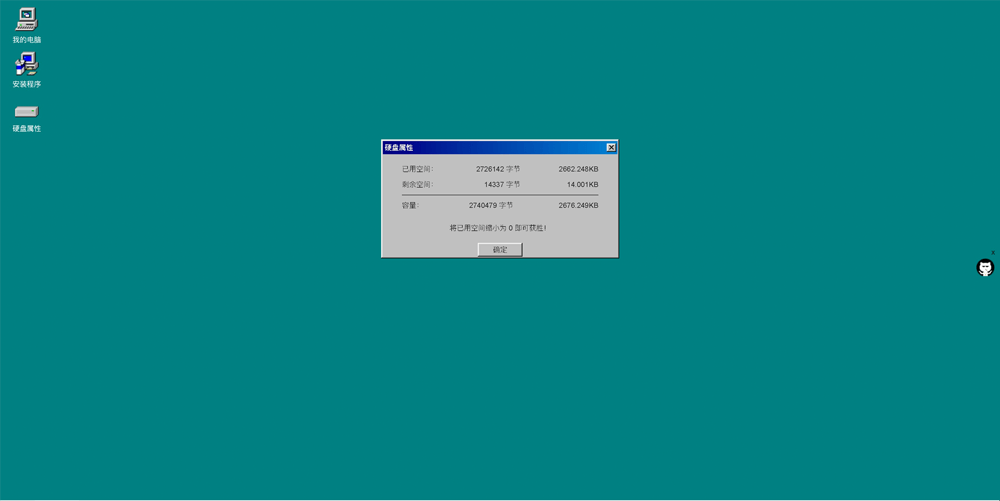 我的电脑
安装程序
硬盘属性
硬盘属性
已用空间: 2726142 字节 2662.248KB
剩余空间: 14337 字节 14.001KB
容量: 2740479 字节 2676.249KB
将已用空间缩小为 0 即可获胜!
确定